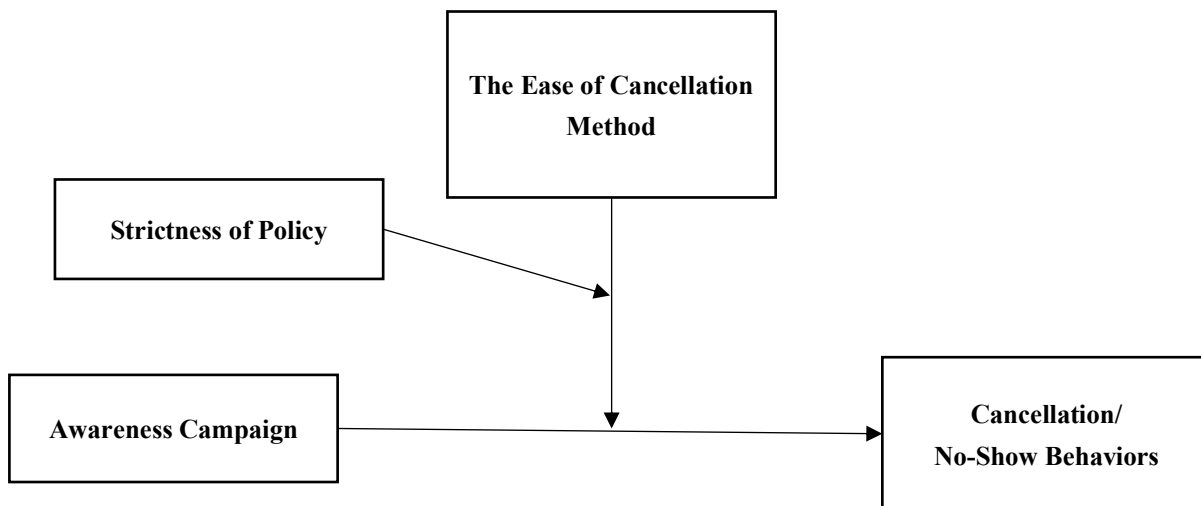 The Ease of Cancellation
Method
Strictness of Policy
Awareness Campaign
Cancellation/
No-Show Behaviors